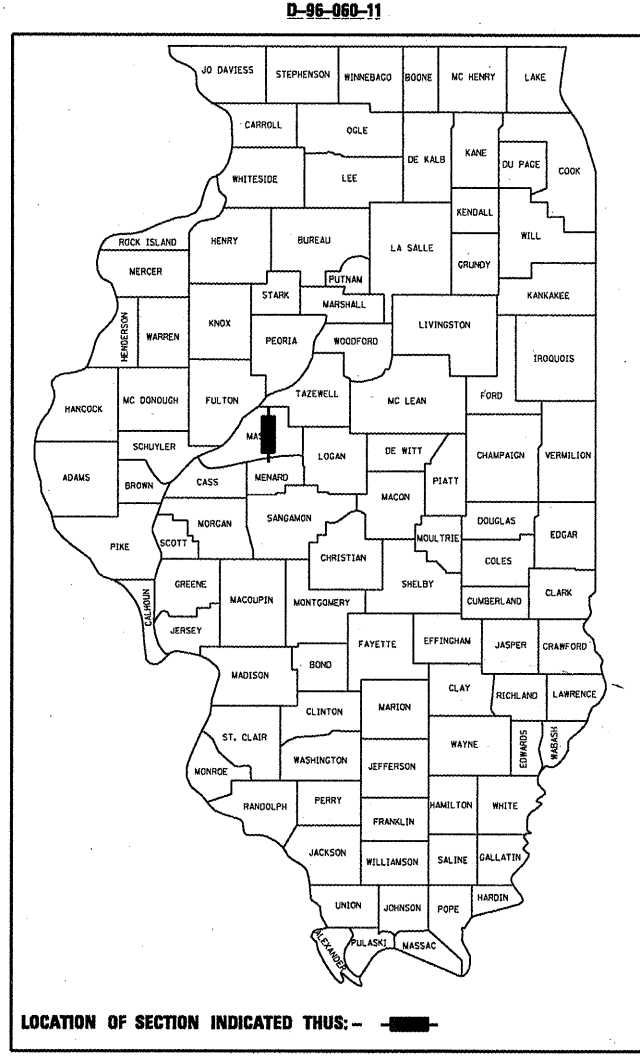 D-96-060-11
JO DAVIESS STEPHENSON WINNEBAGO BOONE MC HENRY LAKE
CARROLL OGLE DE KALB KANE DU PAGE COOK
WHITESIDE LEE
KENDALL
ROCK ISLAND HENRY BUREAU LA SALLE WILL
MERCER PUTNAM GRUNDY
STARK MARSHALL KANKAKEE
HENDERSON WARREN KNOX PEORIA WOODFORD LIVINGSTON
IROQUOIS
HANCOCK MC DONOUGH FULTON TAZEWELL MC LEAN FORD
MAS
SCHUYLER LOGAN DE WITT CHAMPAIGN VERMILION
ADAMS BROWN CASS MENARD PIATT
MACON
PIKE SCOTT MORGAN SANGAMON MOULTRIE DOUGLAS EDGAR
CHRISTIAN COLES
CALHOUN GREENE MACOUPIN MONTGOMERY SHELBY CUMBERLAND CLARK
JERSEY
FAYETTE EFFINGHAM JASPER CRAWFORD
MADISON BOND
CLAY RICHLAND LAWRENCE
CLINTON MARION
ST. CLAIR WAYNE EDWARDS WABASH
MONROE WASHINGTON JEFFERSON
RANDOLPH PERRY HAMILTON WHITE
FRANKLIN
JACKSON WILLIAMSON SALINE GALLATIN
UNION JOHNSON POPE HARDIN
ALEXANDER PULASKI MASSAC
LOCATION OF SECTION INDICATED THUS: –